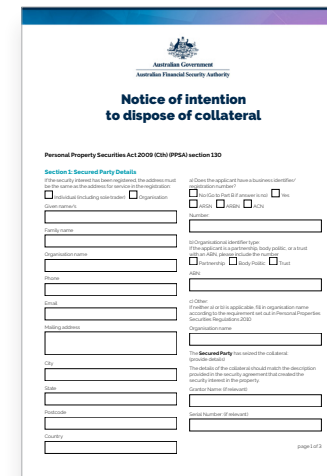 Australian Government
Australian Financial Security Authority
Notice of intention
to dispose of collateral
Personal Property Securities Act 2009 (Cth) (PPSA) section 130
Section 1: Secured Party Details
If the security interest has been registered, the address must
be the same as the address for service in the registration.
Individual (including sole trader) Organisation
Given name/s
Family name
Organisation name
Phone
Email
Mailing address
City
State
Postcode
Country
a) Does the applicant have a business identifier/
registration number?
No (Go to Part B if answer is no) Yes
ARSN ARBN ACN
Number
b) Organisational identifier type
If the applicant is a partnership, body politic, or a trust
with an ABN, please include the number
Partnership Body Politic Trust
ABN
c) Other
If neither a) or b) is applicable, fill in organisation name
according to the requirement set out in Personal Properties
Securities Regulations 2010
Organisation name
The Secured Party has seized the collateral:
(provide details)
The details of the collateral should match the description
provided in the security agreement that created the
security interest in the property.
Grantor Name (if relevant)
Serial Number (if relevant)
page 1 of 3